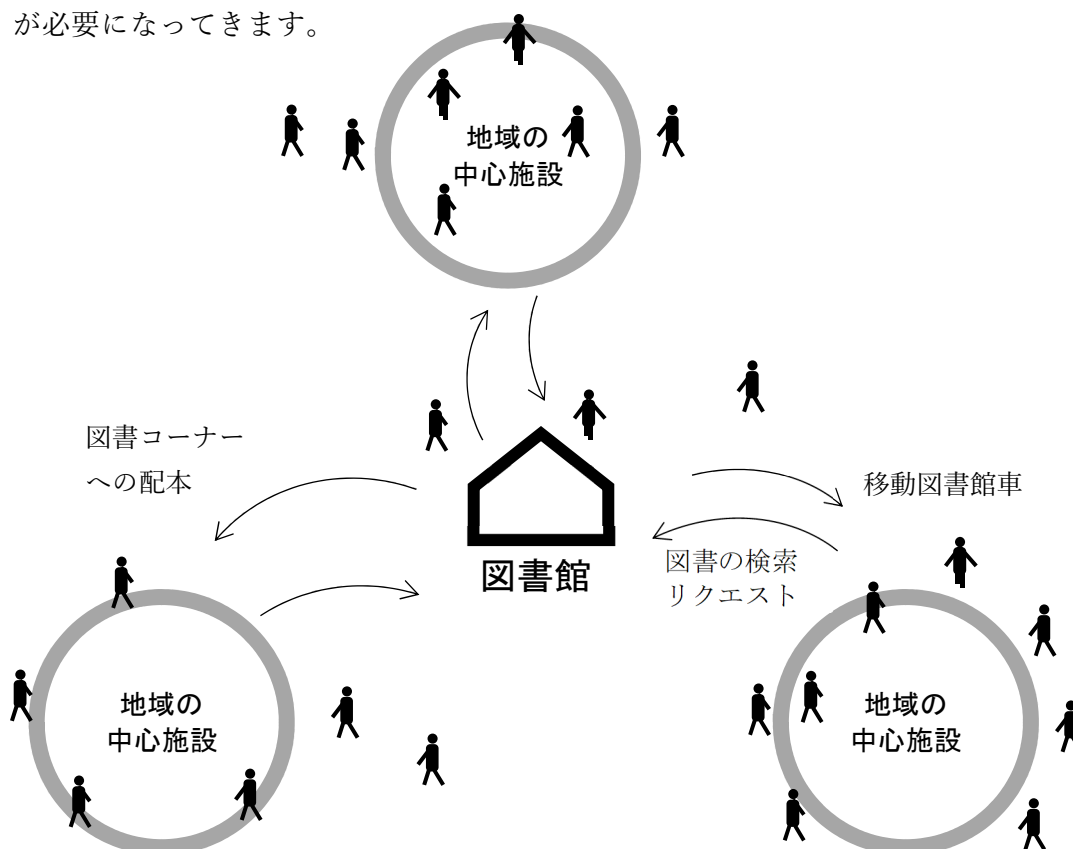 が必要になってきます。
地域の
中心施設
図書コーナー
への配本
移動図書館車
図書の検索
リクエスト
図書館
地域の
中心施設
地域の
中心施設